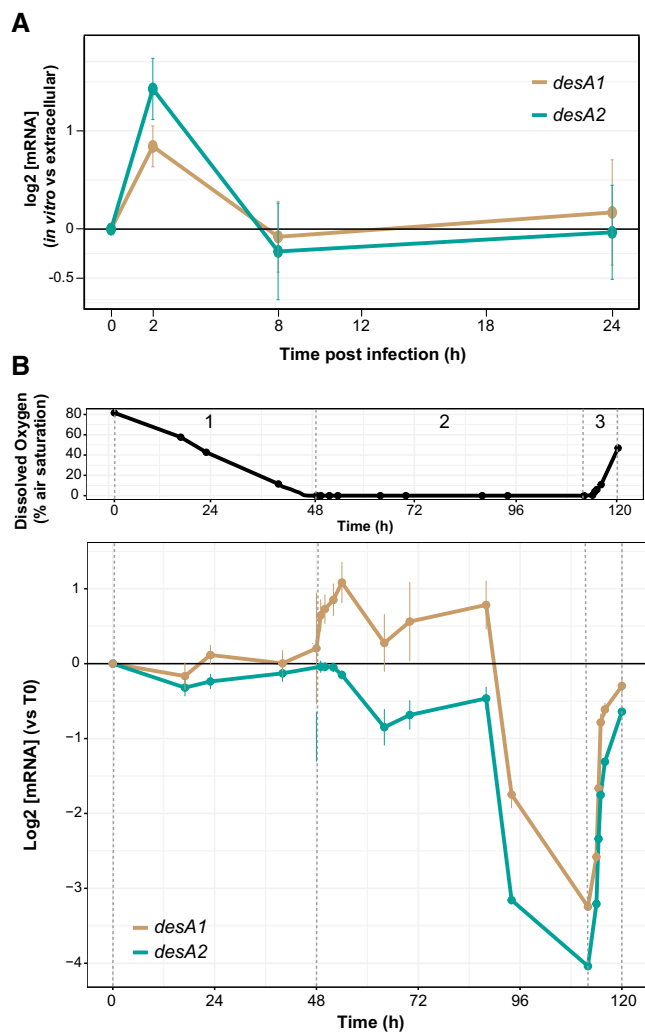 A
log2 [mRNA]
(in vitro vs extracellular)
1
0
-0.5
desA1
desA2
0 2 8 12 18 24
Time post infection (h)
B
Dissolved Oxygen
(% air saturation)
80
60
40
20
0
1 2 3
0 24 48 72 96 120
Time (h)
Log2 [mRNA] (vs T0)
1
0
−1
−2
−3
−4
desA1
desA2
0 24 48 72 96 120
Time (h)